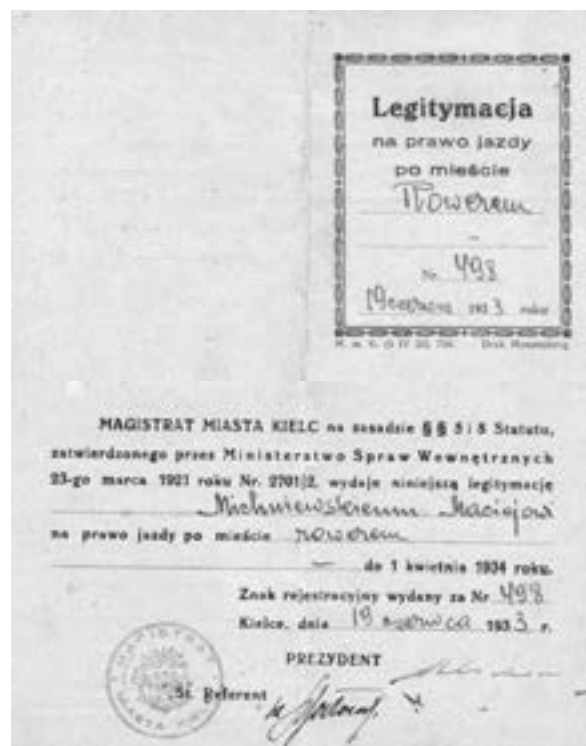 Legitymacja
na prawo jazdy
po mieście
Rowerem
–
Nr 498
19 czerwca 1933 roku
MAGISTRAT MIASTA KIELC na zasadzie §§ 5 i 8 Statutu,
zatwierdzonego przez Ministerstwo Spraw Wewnętrznych
23-go marca 1921 roku Nr. 2701/2, wydaje niniejszą legitymację
Michniewskiemu Maciejowi
na prawo jazdy po mieście rowerem
– do 1 kwietnia 1934 roku.
Znak rejestracyjny wydany za Nr 498
Kielce, dnia 19 czerwca 1933 r.
PREZYDENT
MAGISTRAT MIASTA
St. Referent